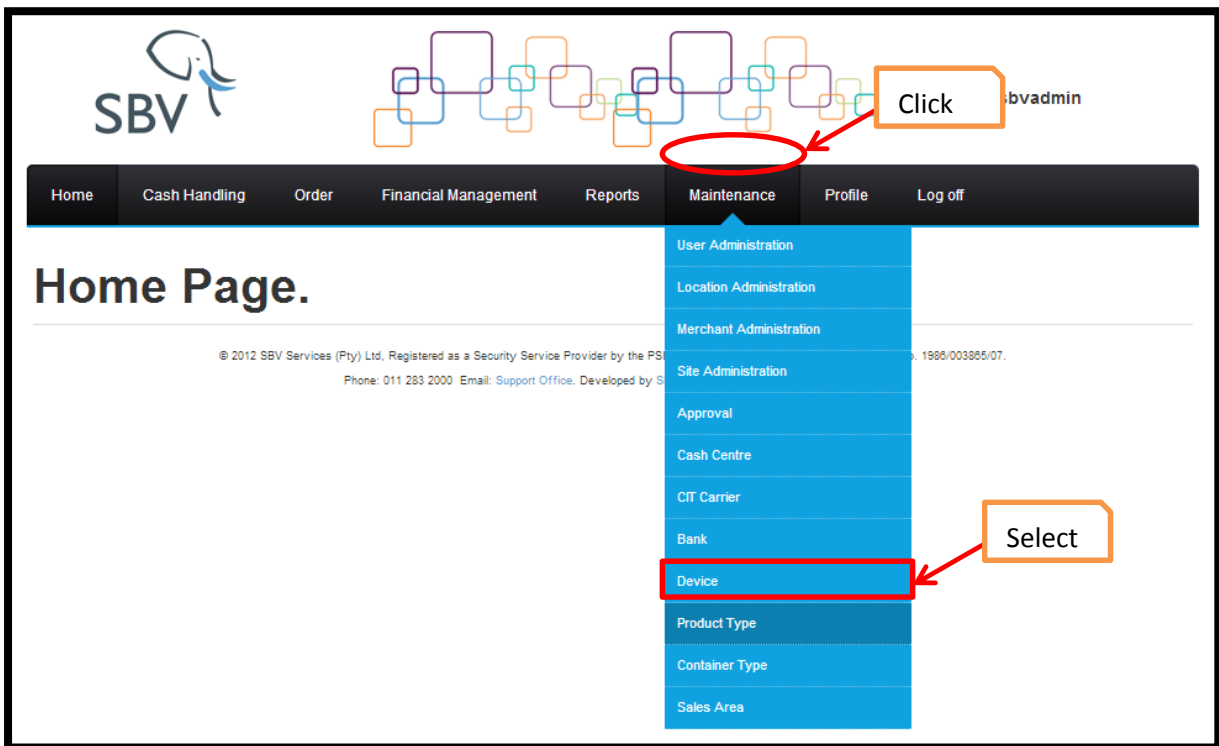 SBV
Click
sbvadmin
Home Cash Handling Order Financial Management Reports Maintenance Profile Log off
Home Page.
User Administration
Location Administration
Merchant Administration
Site Administration
Approval
Cash Centre
CIT Carrier
Bank
Device
Product Type
Container Type
Sales Area
Select
© 2012 SBV Services (Pty) Ltd, Registered as a Security Service Provider by the 1986/003865/07.
Phone: 011 283 2000 Email: Support Office. Developed by